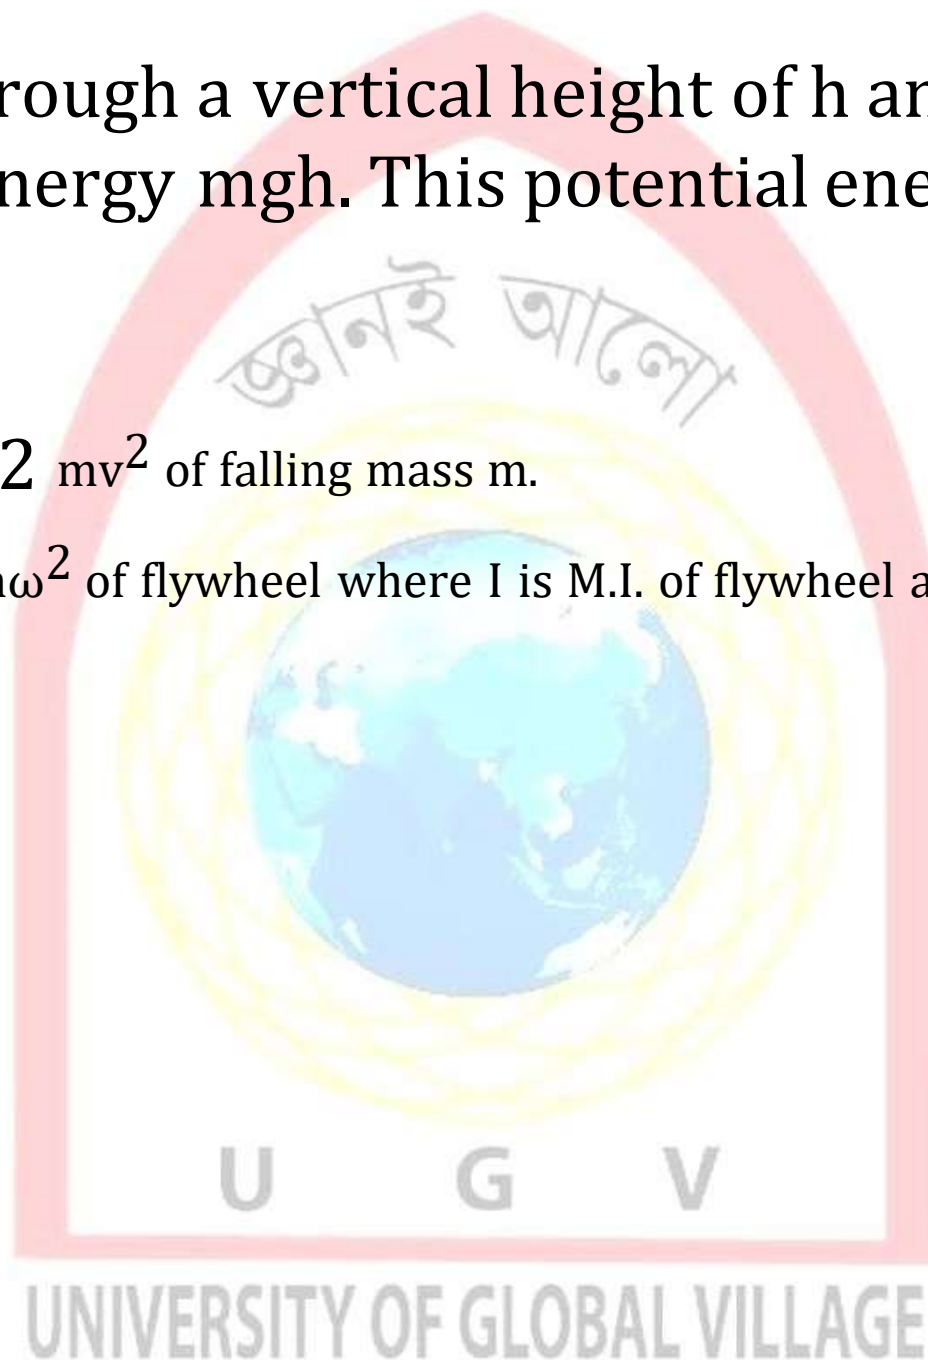 rough a vertical height of h an
nergy mgh. This potential ene
জ্ঞানই আলো
2 mv² of falling mass m.
ω² of flywheel where I is M.I. of flywheel a
U G V
UNIVERSITY OF GLOBAL VILLAGE